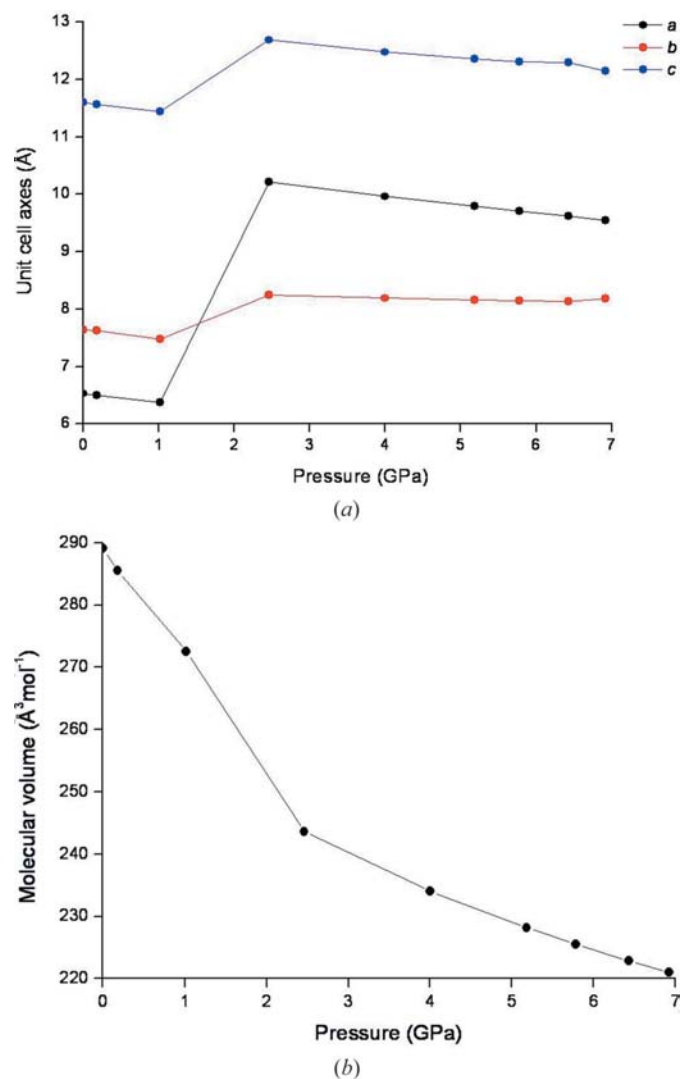 13
12
11
10
9
8
7
6
Unit cell axes (Å)
0 1 2 3 4 5 6 7
Pressure (GPa)
a
b
c
(a)
290
280
270
260
250
240
230
220
Molecular volume (Å³mol⁻¹)
0 1 2 3 4 5 6 7
Pressure (GPa)
(b)